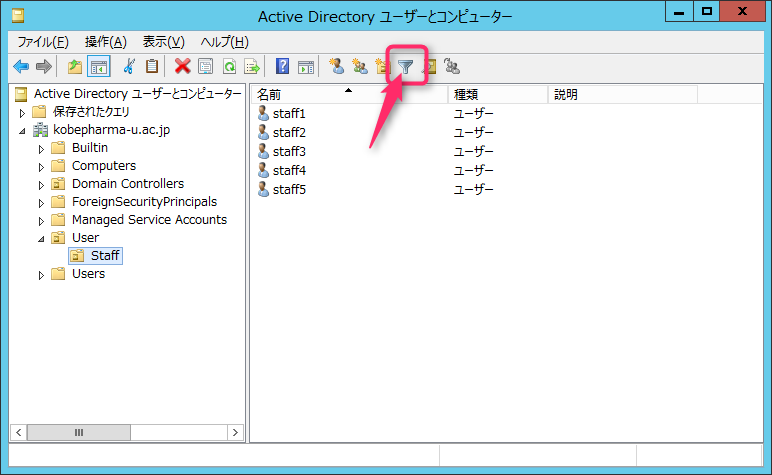 Active Directory ユーザーとコンピューター
ファイル(F) 操作(A) 表示(V) ヘルプ(H)
Active Directory ユーザーとコンピューター
保存されたクエリ
kobepharma-u.ac.jp
Builtin
Computers
Domain Controllers
ForeignSecurityPrincipals
Managed Service Accounts
User
Staff
Users
名前 種類 説明
staff1 ユーザー
staff2 ユーザー
staff3 ユーザー
staff4 ユーザー
staff5 ユーザー